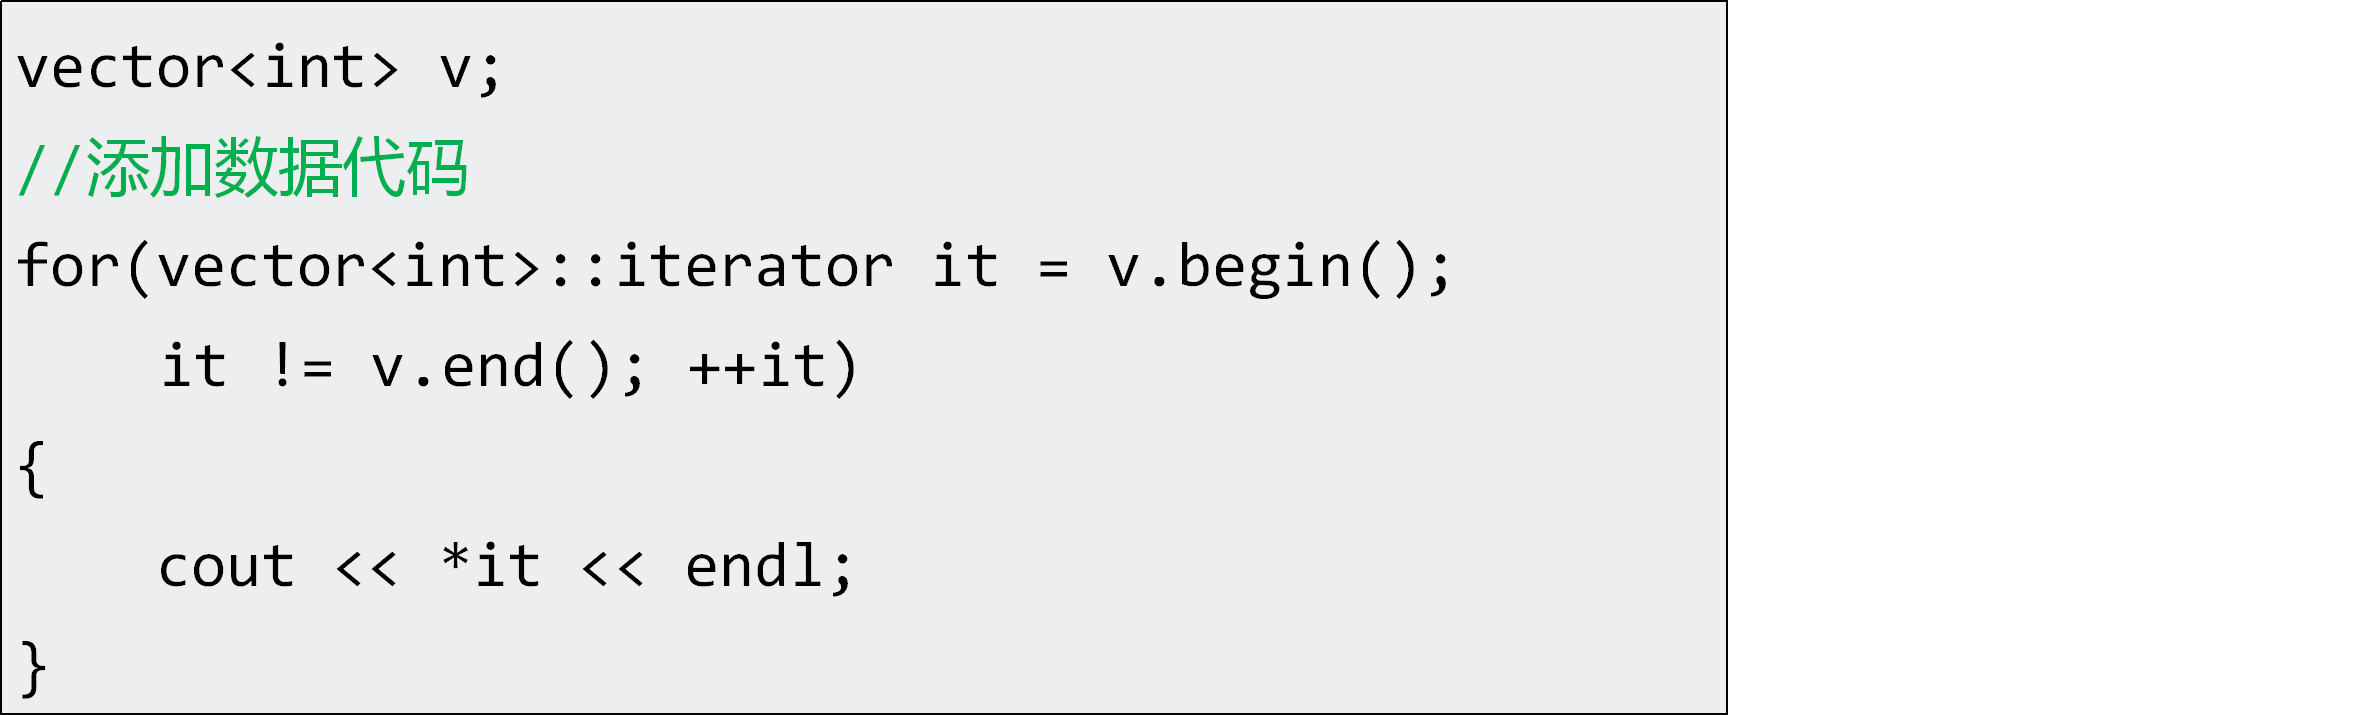 vector<int> v;
//添加数据代码
for(vector<int>::iterator it = v.begin();
    it != v.end(); ++it)
{
    cout << *it << endl;
}